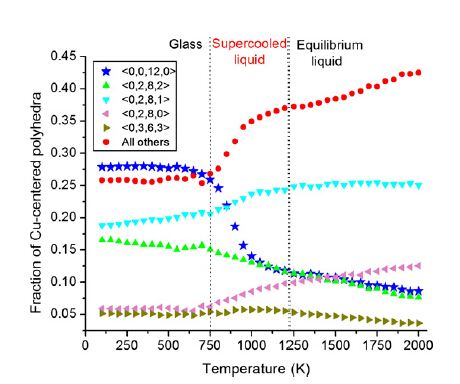 Glass
Supercooled
liquid
Equilibrium
liquid
<0,0,12,0>
<0,2,8,2>
<0,2,8,1>
<0,2,8,0>
<0,3,6,3>
All others
Fraction of Cu-centered polyhedra
0.45
0.40
0.35
0.30
0.25
0.20
0.15
0.10
0.05
0
250
500
750
1000
1250
1500
1750
2000
Temperature (K)